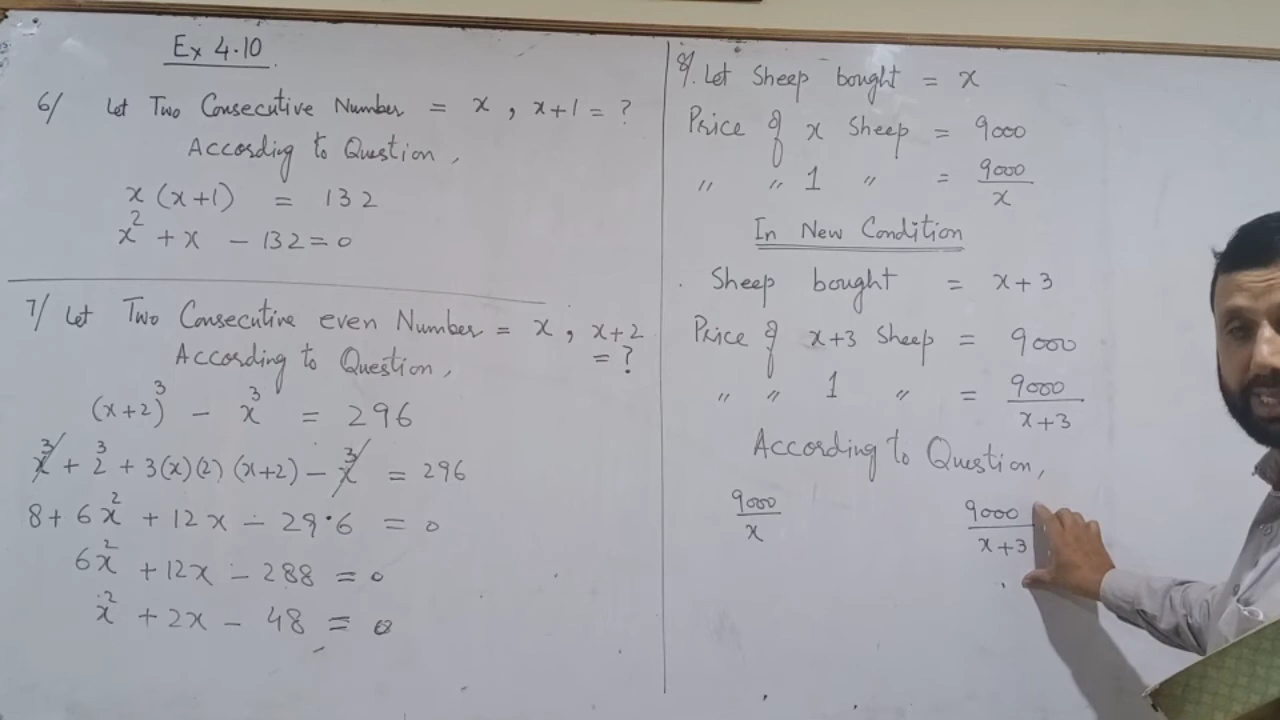 Ex 4.10
6/ Let Two Consecutive Number = x , x+1 = ?
According to Question,
x (x+1) = 132
x² + x - 132 = 0
7/ Let Two Consecutive even Number = x , x+2
= ?
According to Question,
(x+2)³ - x³ = 296
x³ + 2³ + 3(x)(2)(x+2) - x³ = 296
8 + 6x² + 12x - 296 = 0
6x² + 12x - 288 = 0
x² + 2x - 48 = 0
8/. Let Sheep bought = x
Price of x Sheep = 9000
" " 1 " = 9000/x
In New Condition
Sheep bought = x+3
Price of x+3 Sheep = 9000
" " 1 " = 9000/x+3
According to Question,
9000/x 9000/x+3